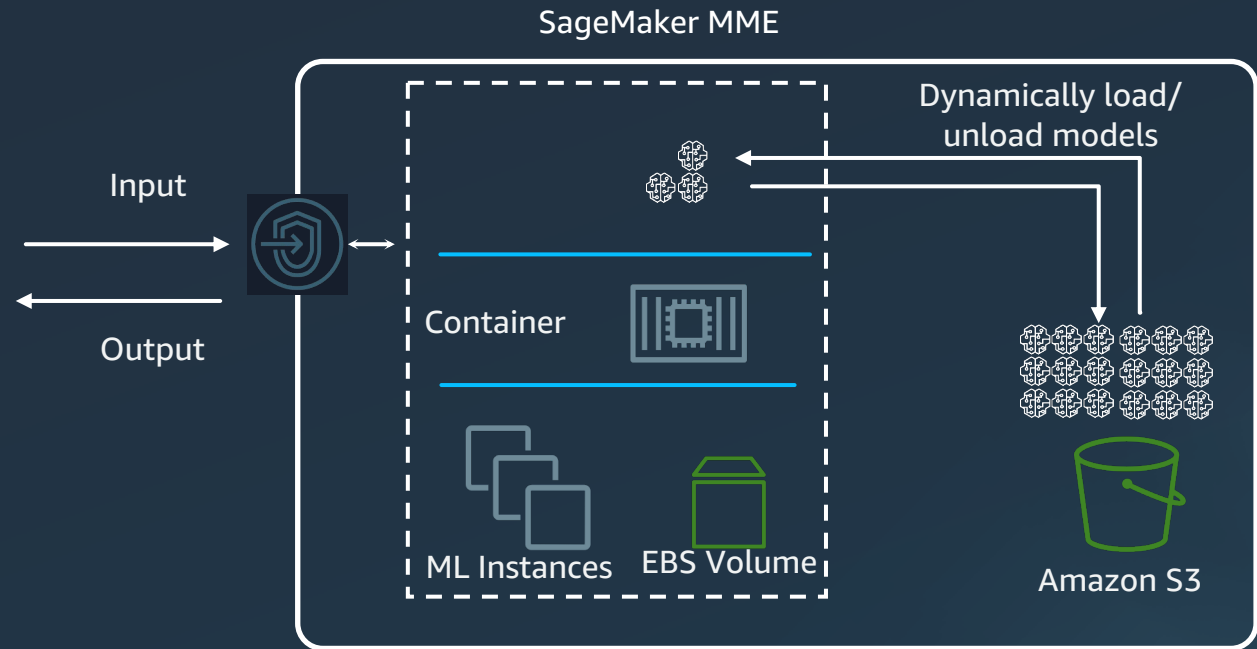 SageMaker MME
Dynamically load/
unload models
Input
Output
Container
ML Instances
EBS Volume
Amazon S3